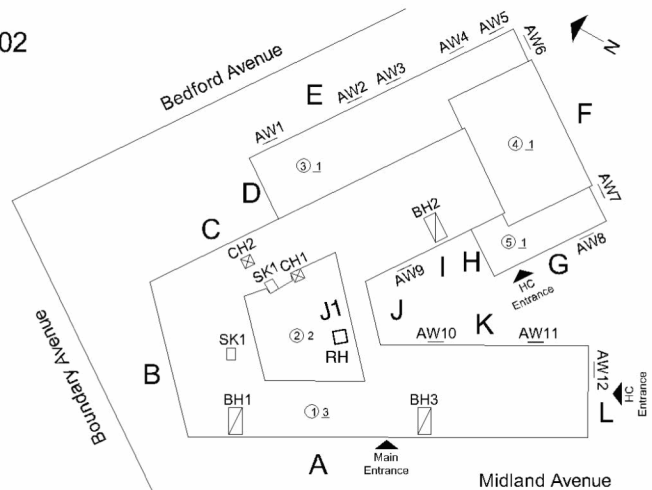 02
Bedford Avenue
N
AW5
AW4
AW6
AW3
E
AW2
AW1
F
③ 1
④ 1
D
AW7
BH2
C
CH2
⑤ 1
AW8
SK1
CH1
H
G
AW9
I
HC
Entrance
J1
J
K
② 2
AW10
AW11
SK1
RH
Boundary Avenue
B
AW12
HC
Entrance
BH1
BH3
① 3
L
A
Main
Entrance
Midland Avenue